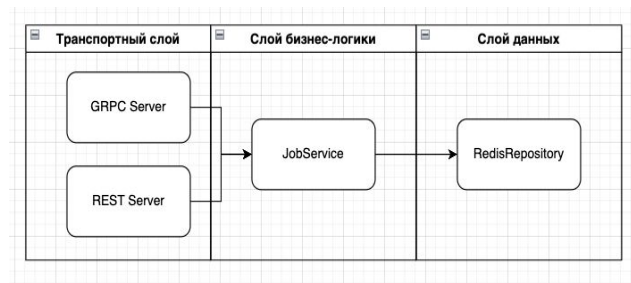 Транспортный слой
Слой бизнес-логики
Слой данных
GRPC Server
REST Server
JobService
RedisRepository